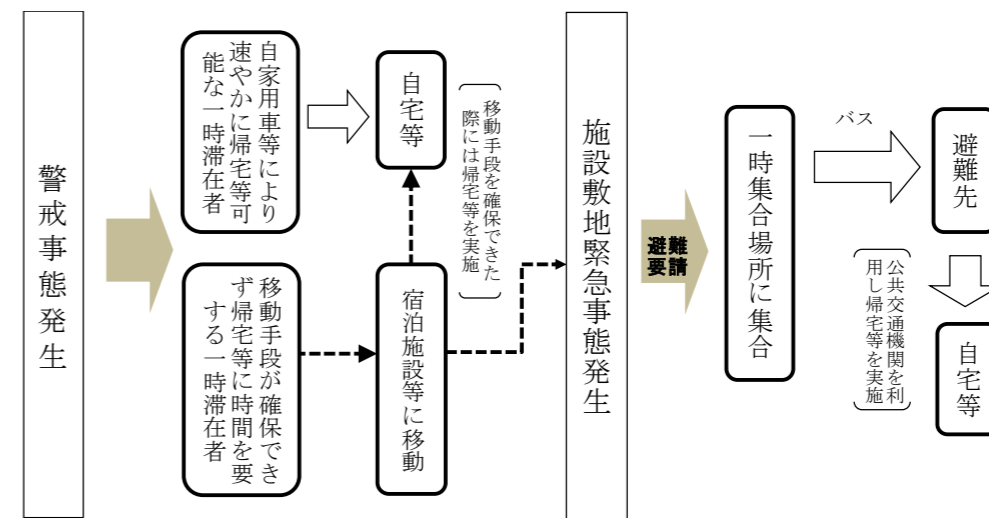 警戒事態発生
自家用車等により
速やかに帰宅等可
能な一時滞在者
自宅等
移動手段を確保できた
際には帰宅等を実施
移動手段が確保でき
ず帰宅等に時間を要
する一時滞在者
宿泊施設等に移動
施設敷地緊急事態発生
避難
要請
一時集合場所に集合
バス
避難先
公共交通機関を利
用し帰宅等を実施
自宅等